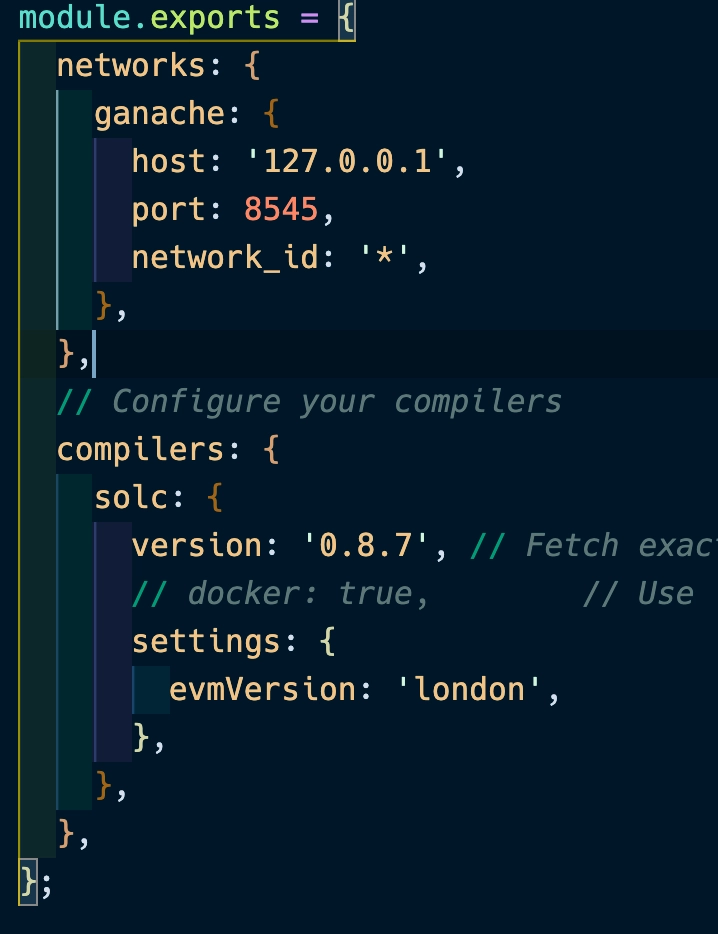 module.exports = {
  networks: {
    ganache: {
      host: '127.0.0.1',
      port: 8545,
      network_id: '*',
    },
  },
  // Configure your compilers
  compilers: {
    solc: {
      version: '0.8.7', // Fetch exac
      // docker: true,        // Use
      settings: {
        evmVersion: 'london',
      },
    },
  },
};